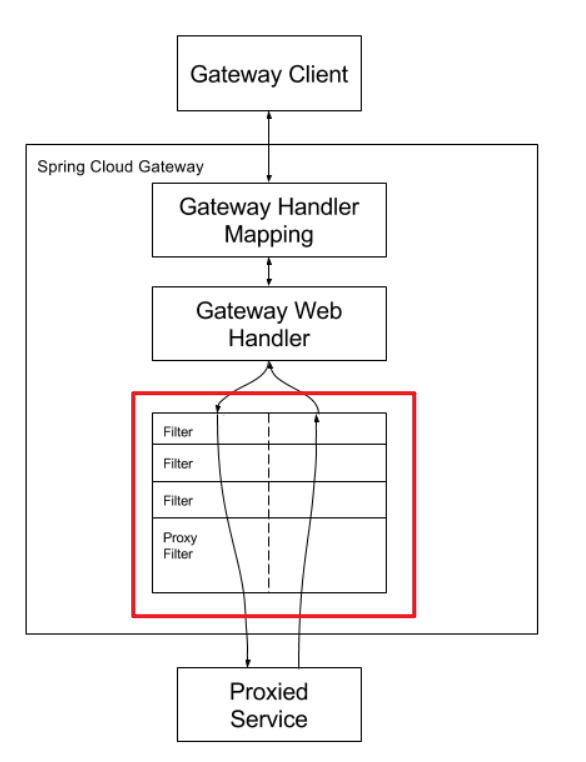 Gateway Client
Spring Cloud Gateway
Gateway Handler
Mapping
Gateway Web
Handler
Filter
Filter
Filter
Proxy
Filter
Proxied
Service